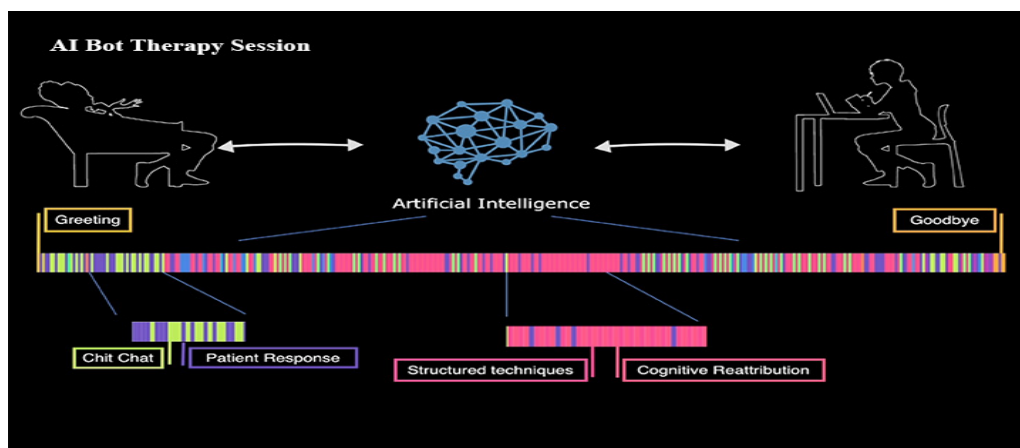 AI Bot Therapy Session
Artificial Intelligence
Greeting
Goodbye
Chit Chat
Patient Response
Structured techniques
Cognitive Reattribution